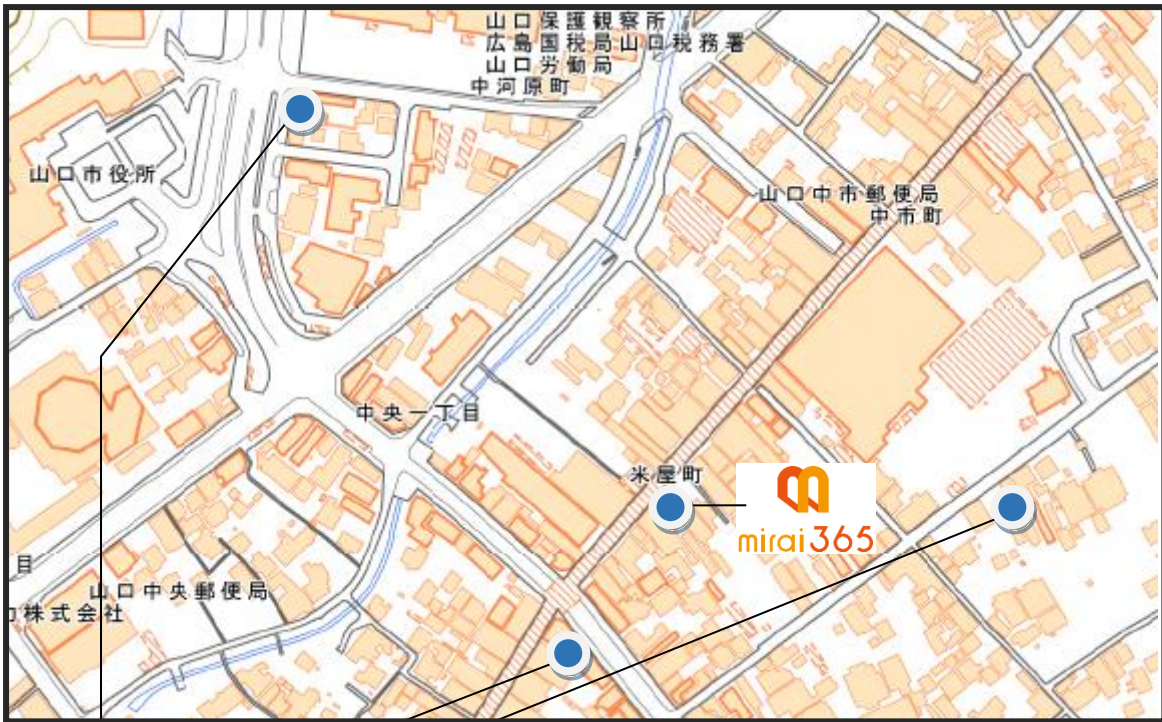 山口保護観察所
広島国税局山口税務署
山口労働局
中河原町
山口市役所
山口中市郵便局
中市町
中央一丁目
米屋町
mirai365
目
山口中央郵便局
株式会社